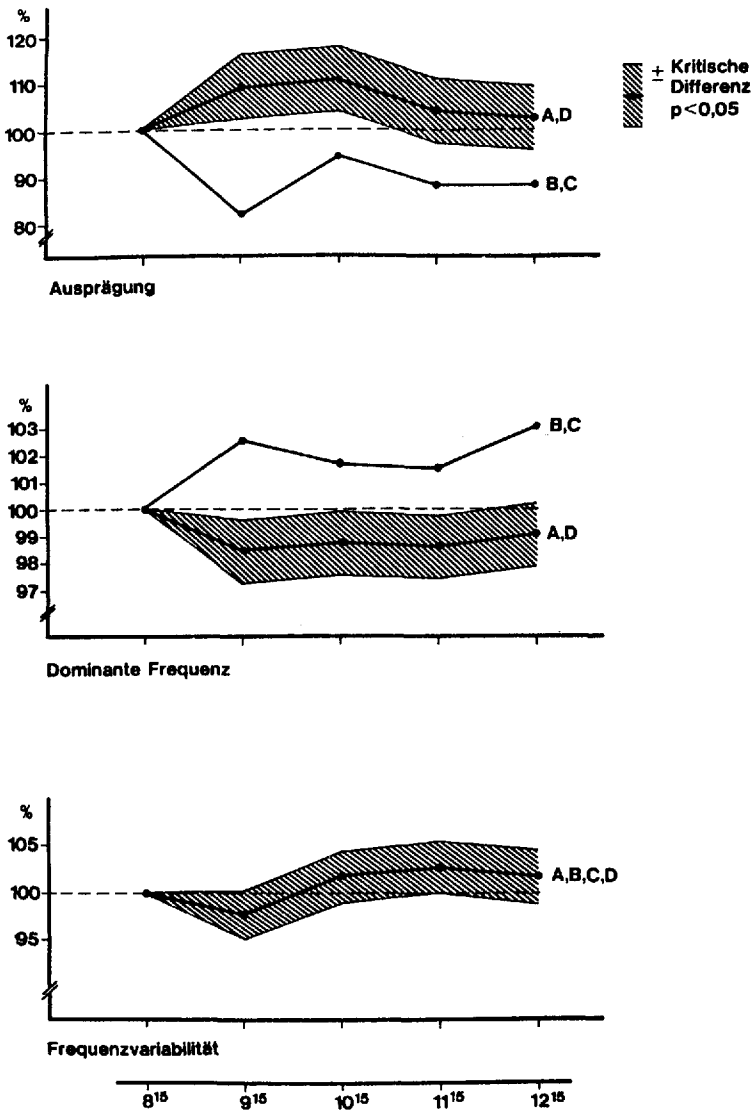 %
120
110
100
90
80
A,D
B,C
± Kritische
Differenz
p<0,05
Ausprägung
%
103
102
101
100
99
98
97
B,C
A,D
Dominante Frequenz
%
105
100
95
A,B,C,D
Frequenzvariabilität
8¹⁵ 9¹⁵ 10¹⁵ 11¹⁵ 12¹⁵